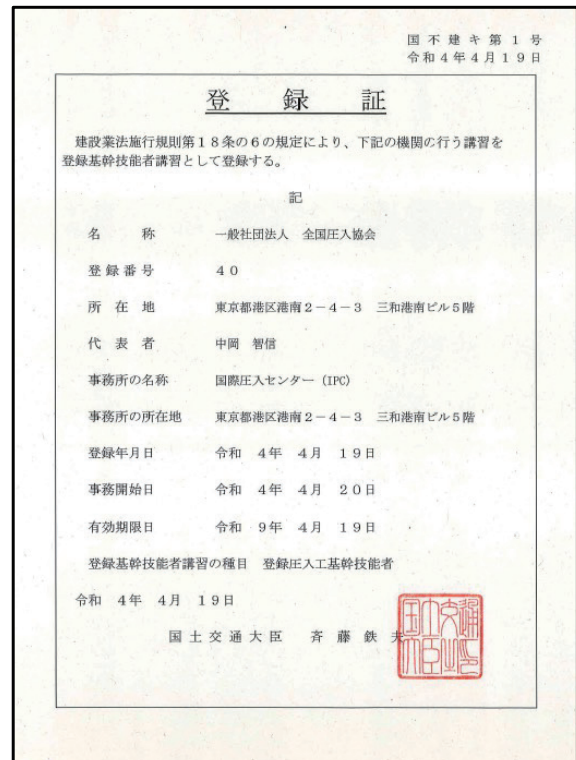 国不建キ第1号
令和4年4月19日
登録証
建設業法施行規則第18条の6の規定により、下記の機関の行う講習を
登録基幹技能者講習として登録する。
記
名称 一般社団法人 全国圧入協会
登録番号 40
所在地 東京都港区港南2-4-3 三和港南ビル5階
代表者 中岡 智信
事務所の名称 国際圧入センター(IPC)
事務所の所在地 東京都港区港南2-4-3 三和港南ビル5階
登録年月日 令和 4年 4月 19日
事務開始日 令和 4年 4月 20日
有効期限日 令和 9年 4月 19日
登録基幹技能者講習の種目 登録圧入工基幹技能者
令和 4年 4月 19日
国土交通大臣 斉藤鉄夫